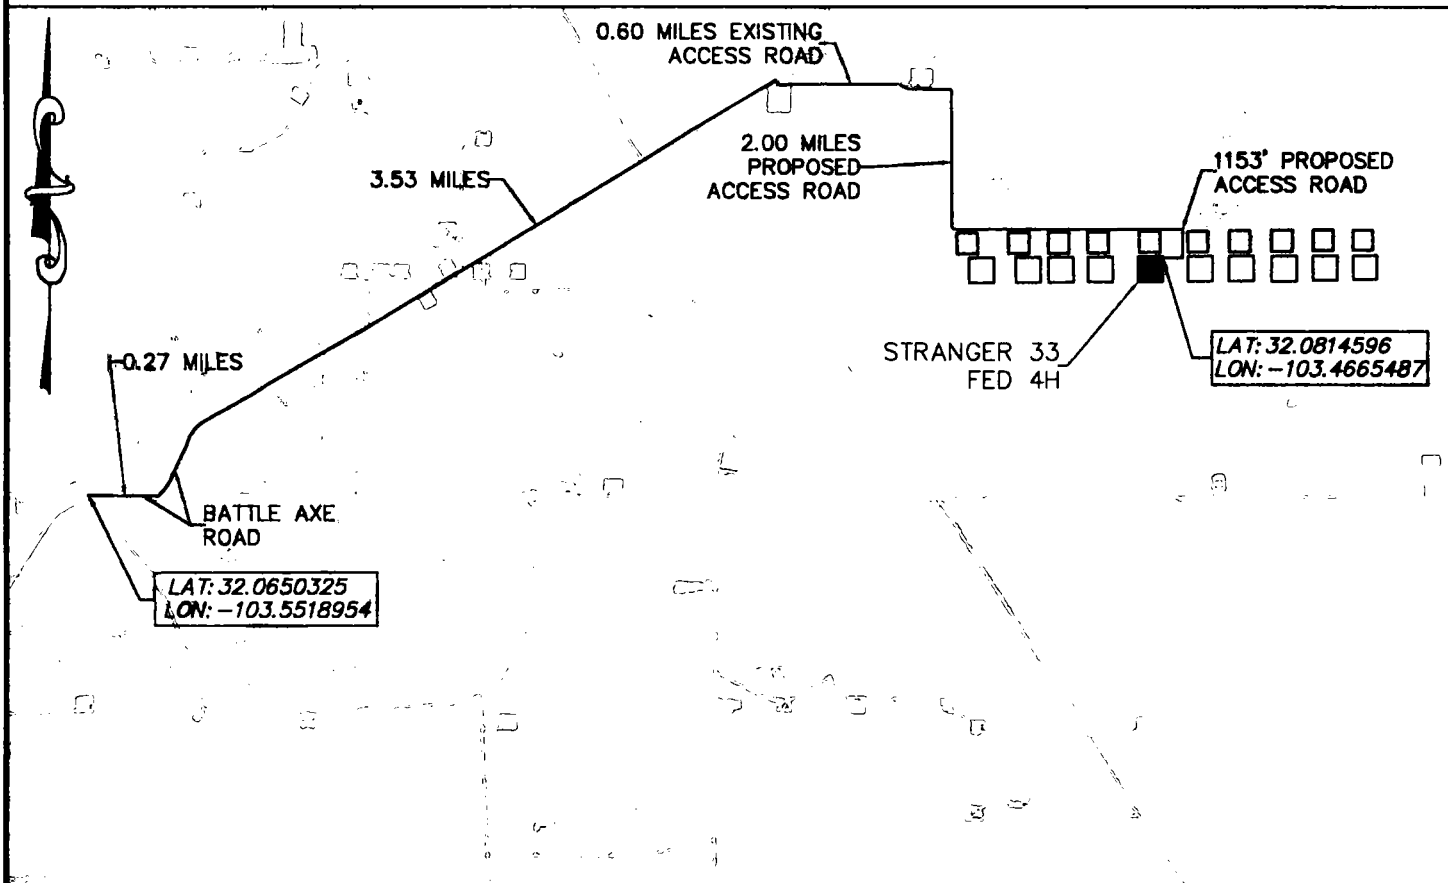 0.60 MILES EXISTING
ACCESS ROAD
2.00 MILES
PROPOSED
ACCESS ROAD
1153' PROPOSED
ACCESS ROAD
3.53 MILES
STRANGER 33
FED 4H
LAT: 32.0814596
LON: -103.4665487
0.27 MILES
BATTLE AXE
ROAD
LAT: 32.0650325
LON: -103.5518954